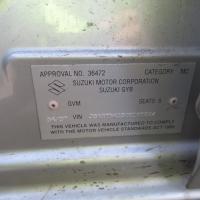 APPROVAL NO. 36472 CATEGORY MC
SUZUKI MOTOR CORPORATION
SUZUKI GYB
GVM SEATS 5
VIN
THIS VEHICLE WAS MANUFACTURED TO COMPLY
WITH THE MOTOR VEHICLE STANDARDS ACT 1989